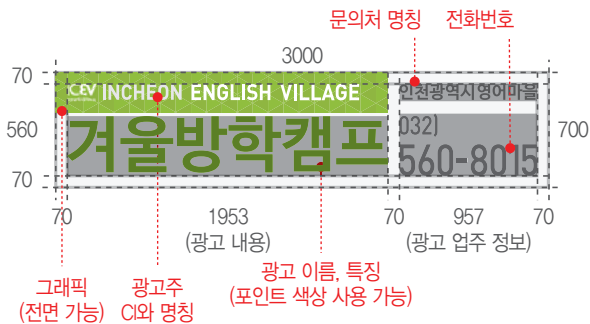 문의처 명칭
전화번호
3000
70
CEV INCHEON ENGLISH VILLAGE
인천광역시영어마을
560
겨울방학캠프
032)
560-8015
700
70
70
1953
70
957
70
(광고 내용)
(광고 업주 정보)
그래픽
(전면 가능)
광고주
CI와 명칭
광고 이름, 특징
(포인트 색상 사용 가능)